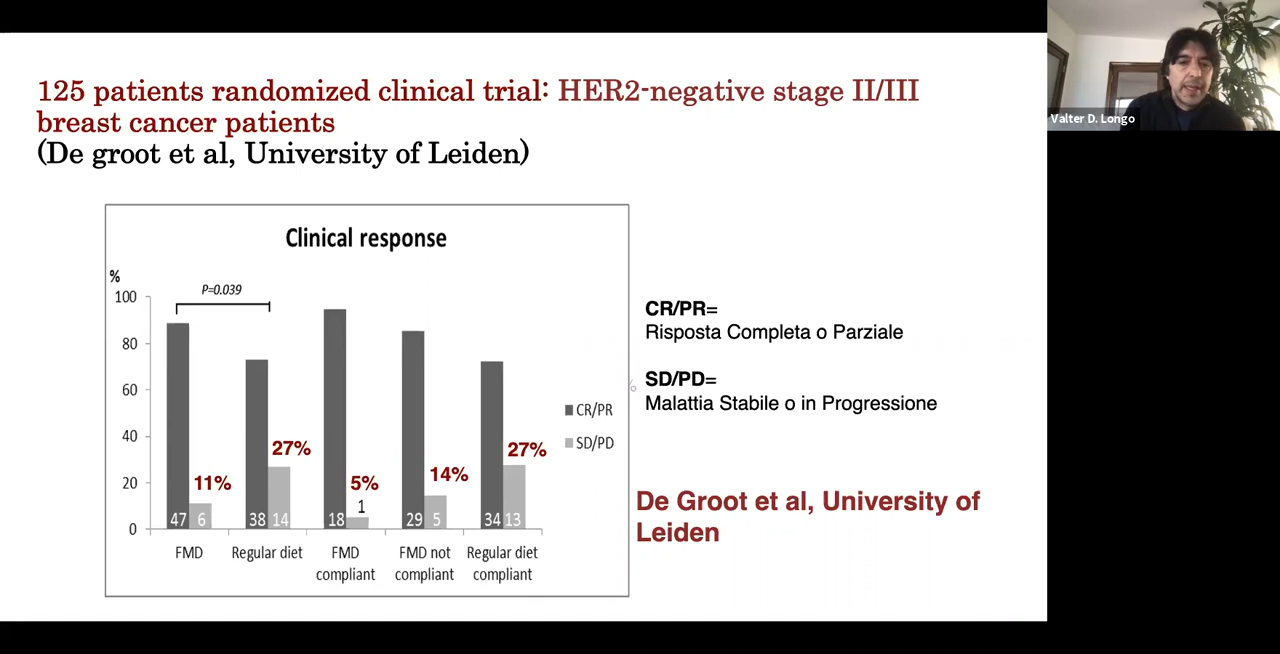 125 patients randomized clinical trial: HER2-negative stage II/III
breast cancer patients
(De groot et al, University of Leiden)
Valter D. Longo
Clinical response
%
P=0.039
100
80
60
40
20
0
11%
27%
5%
1
14%
27%
47 6
38 14
18
29 5
34 13
FMD
Regular diet
FMD
compliant
FMD not
compliant
Regular diet
compliant
CR/PR
SD/PD
%
CR/PR=
Risposta Completa o Parziale
SD/PD=
Malattia Stabile o in Progressione
De Groot et al, University of
Leiden